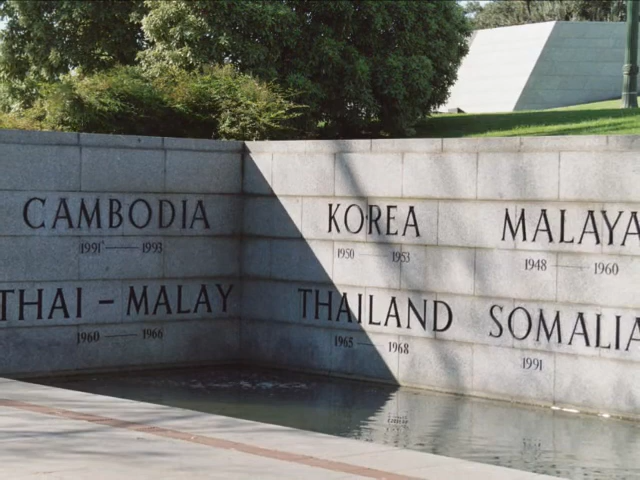 CAMBODIA
1991 — 1993
THAI - MALAY
1960 — 1966
KOREA
1950 — 1953
MALAYA
1948 — 1960
THAILAND
1965 — 1968
SOMALIA
1991